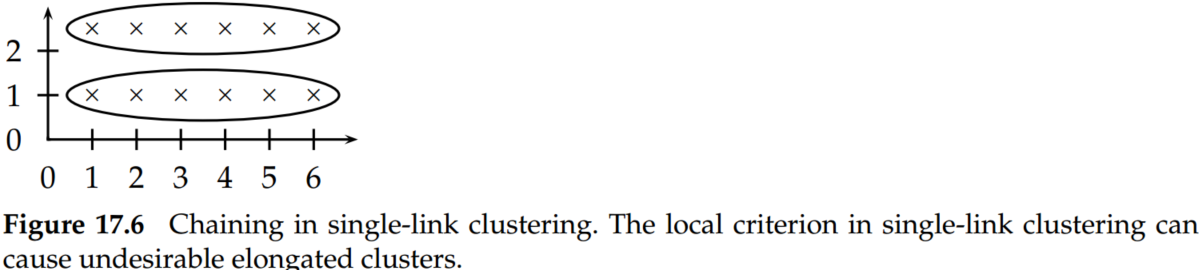 2
1
0
0 1 2 3 4 5 6
Figure 17.6 Chaining in single-link clustering. The local criterion in single-link clustering can
cause undesirable elongated clusters.